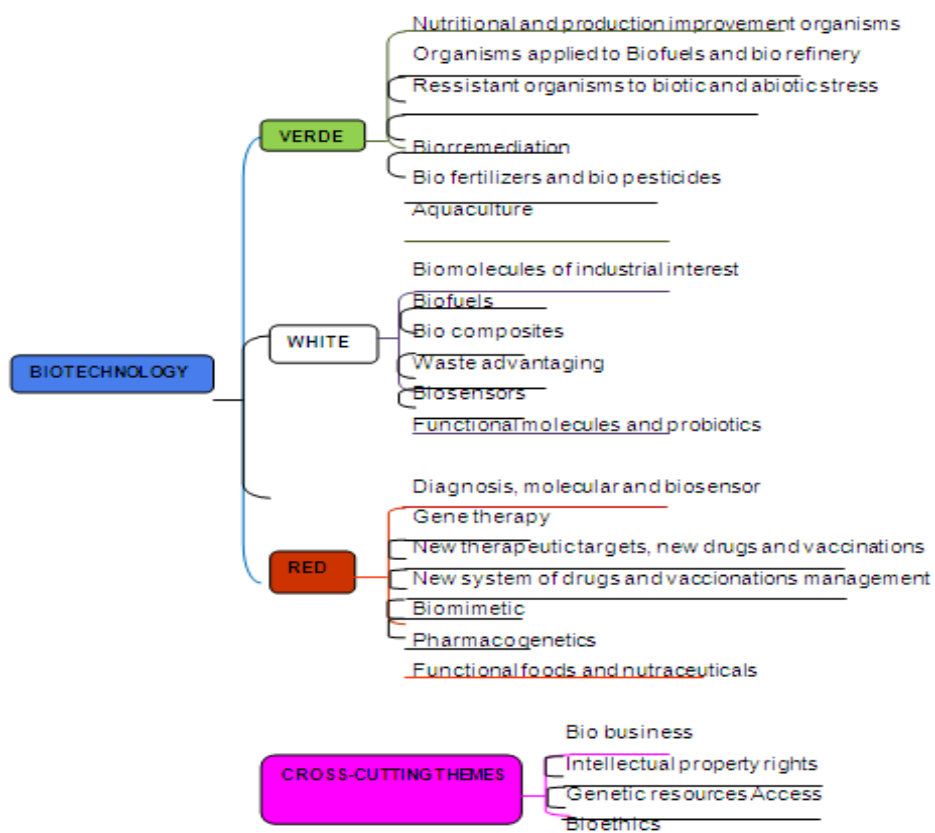 Nutritional and production improvement organisms
Organisms applied to Biofuels and bio refinery
Ressistant organisms to biotic and abiotic stress
VERDE
Biorremediation
Bio fertilizers and bio pesticides
Aquaculture
Biomolecules of industrial interest
Biofuels
Bio composites
WHITE
Waste advantaging
Biosensors
Functional molecules and probiotics
BIOTECHNOLOGY
Diagnosis, molecular and biosensor
Gene therapy
New therapeutic targets, new drugs and vaccinations
RED
New system of drugs and vaccionations management
Biomimetic
Pharmacogenetics
Functional foods and nutraceuticals
Bio business
Intellectual property rights
CROSS-CUTTING THEMES
Genetic resources Access
Bioethics